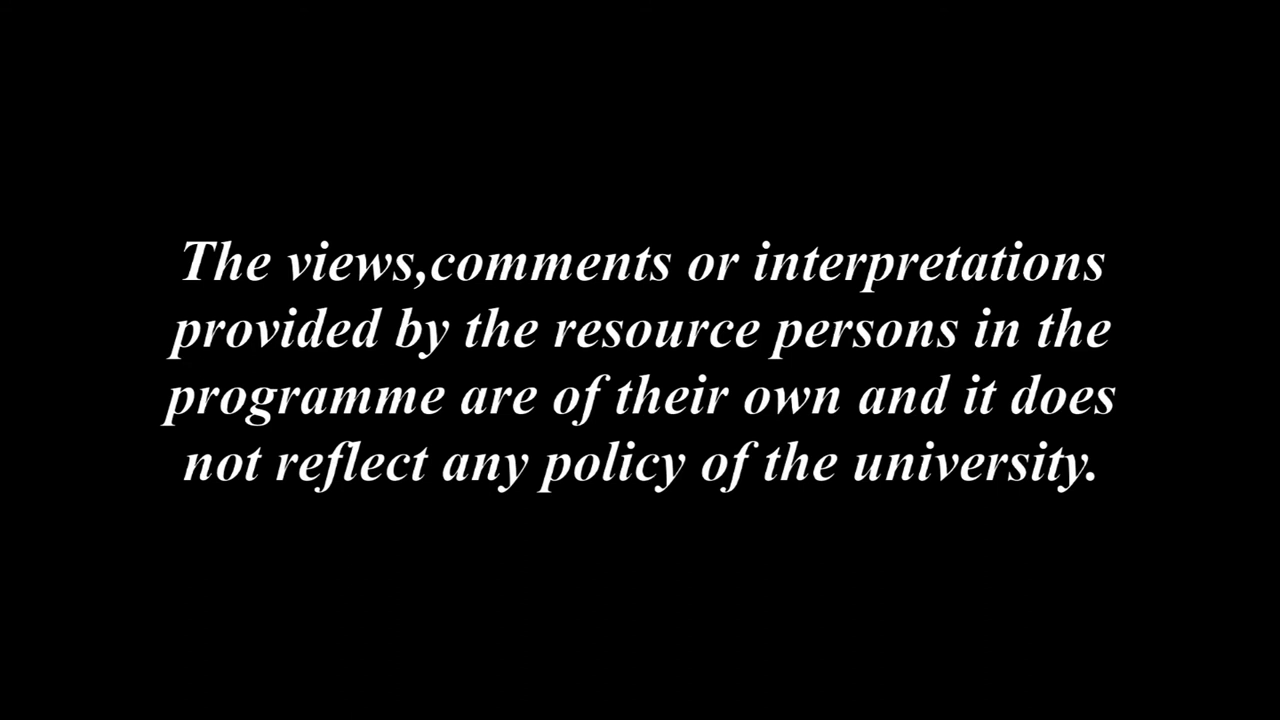 The views,comments or interpretations
provided by the resource persons in the
programme are of their own and it does
not reflect any policy of the university.